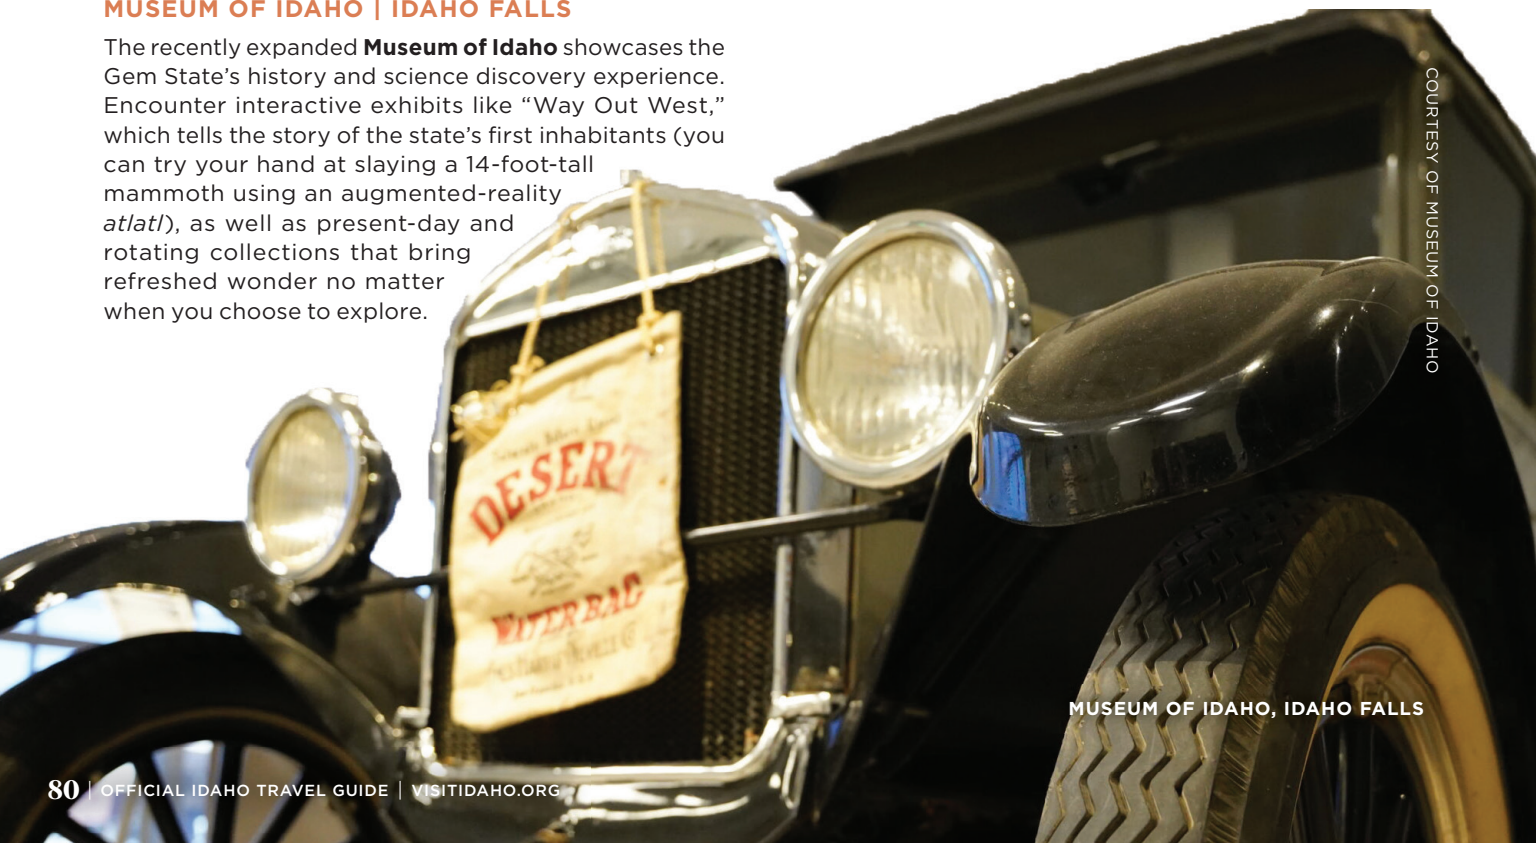 MUSEUM OF IDAHO | IDAHO FALLS
The recently expanded Museum of Idaho showcases the
Gem State’s history and science discovery experience.
Encounter interactive exhibits like “Way Out West,”
which tells the story of the state’s first inhabitants (you
can try your hand at slaying a 14-foot-tall
mammoth using an augmented-reality
atlatl), as well as present-day and
rotating collections that bring
refreshed wonder no matter
when you choose to explore.
COURTESY OF MUSEUM OF IDAHO
DESERT
WATER BAG
MUSEUM OF IDAHO, IDAHO FALLS
80 | OFFICIAL IDAHO TRAVEL GUIDE | VISITIDAHO.ORG